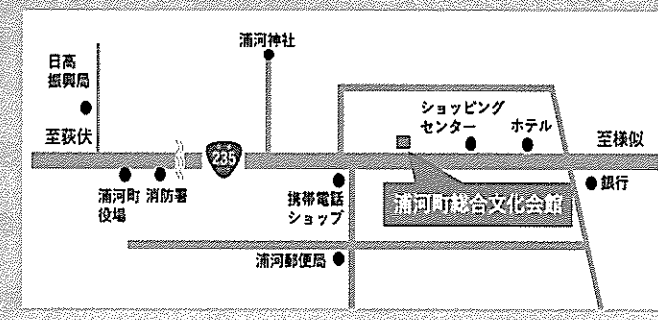 浦河神社
日高
振興局
ショッピング
センター
ホテル
至荻伏
至様似
235
浦河町
役場
消防署
携帯電話
ショップ
銀行
浦河町総合文化会館
浦河郵便局